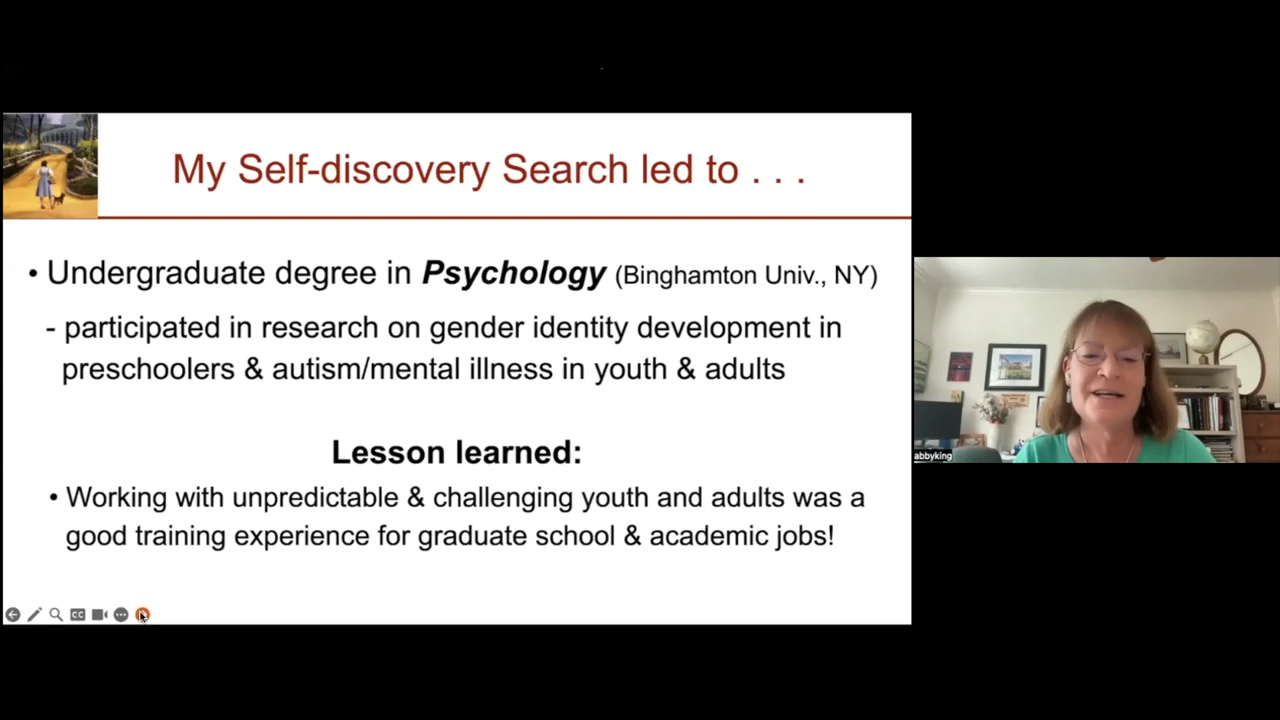 My Self-discovery Search led to . . .
• Undergraduate degree in Psychology (Binghamton Univ., NY)
- participated in research on gender identity development in
preschoolers & autism/mental illness in youth & adults
Lesson learned:
• Working with unpredictable & challenging youth and adults was a
good training experience for graduate school & academic jobs!
CC
abbyking